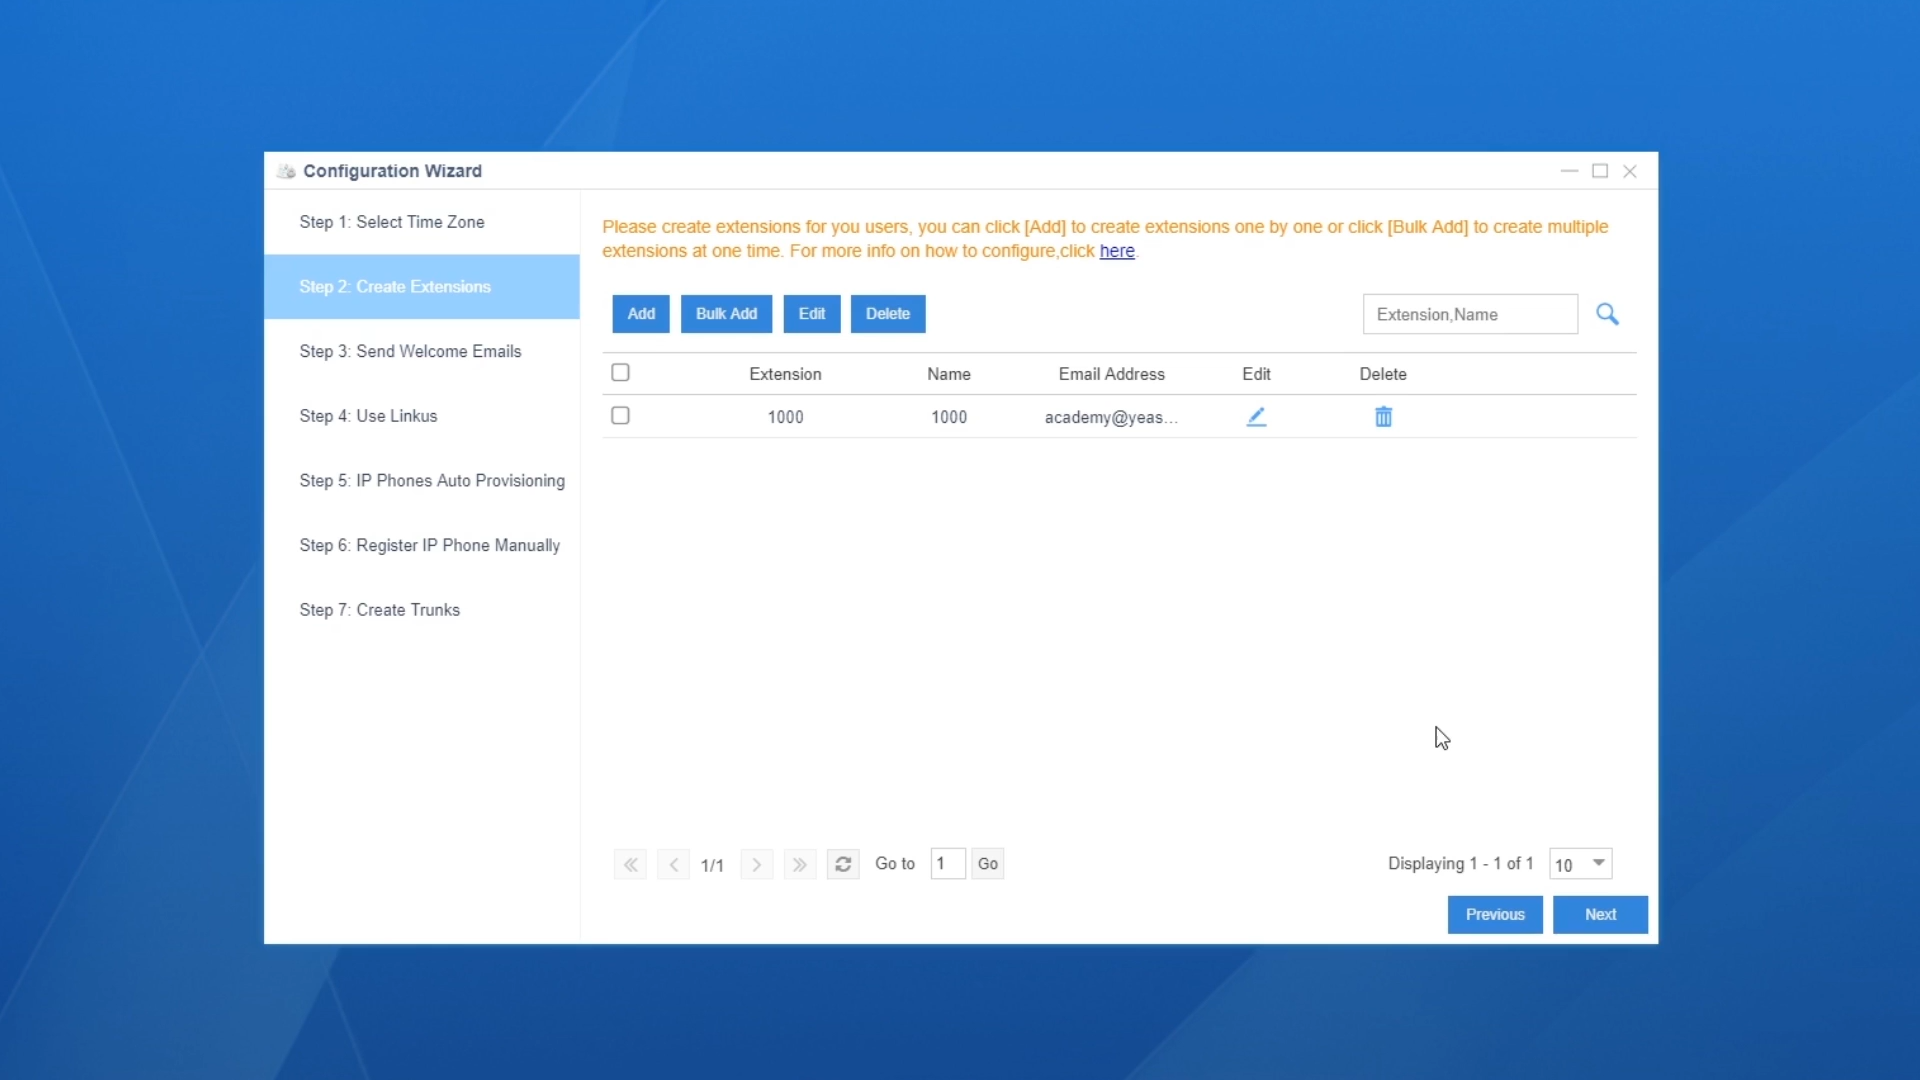 Configuration Wizard
Step 1: Select Time Zone
Step 2: Create Extensions
Step 3: Send Welcome Emails
Step 4: Use Linkus
Step 5: IP Phones Auto Provisioning
Step 6: Register IP Phone Manually
Step 7: Create Trunks
Please create extensions for you users, you can click [Add] to create extensions one by one or click [Bulk Add] to create multiple
extensions at one time. For more info on how to configure,click here.
Add Bulk Add Edit Delete Extension,Name
Extension Name Email Address Edit Delete
1000 1000 academy@yeas...
1/1 Go to 1 Go Displaying 1 - 1 of 1 10
Previous Next